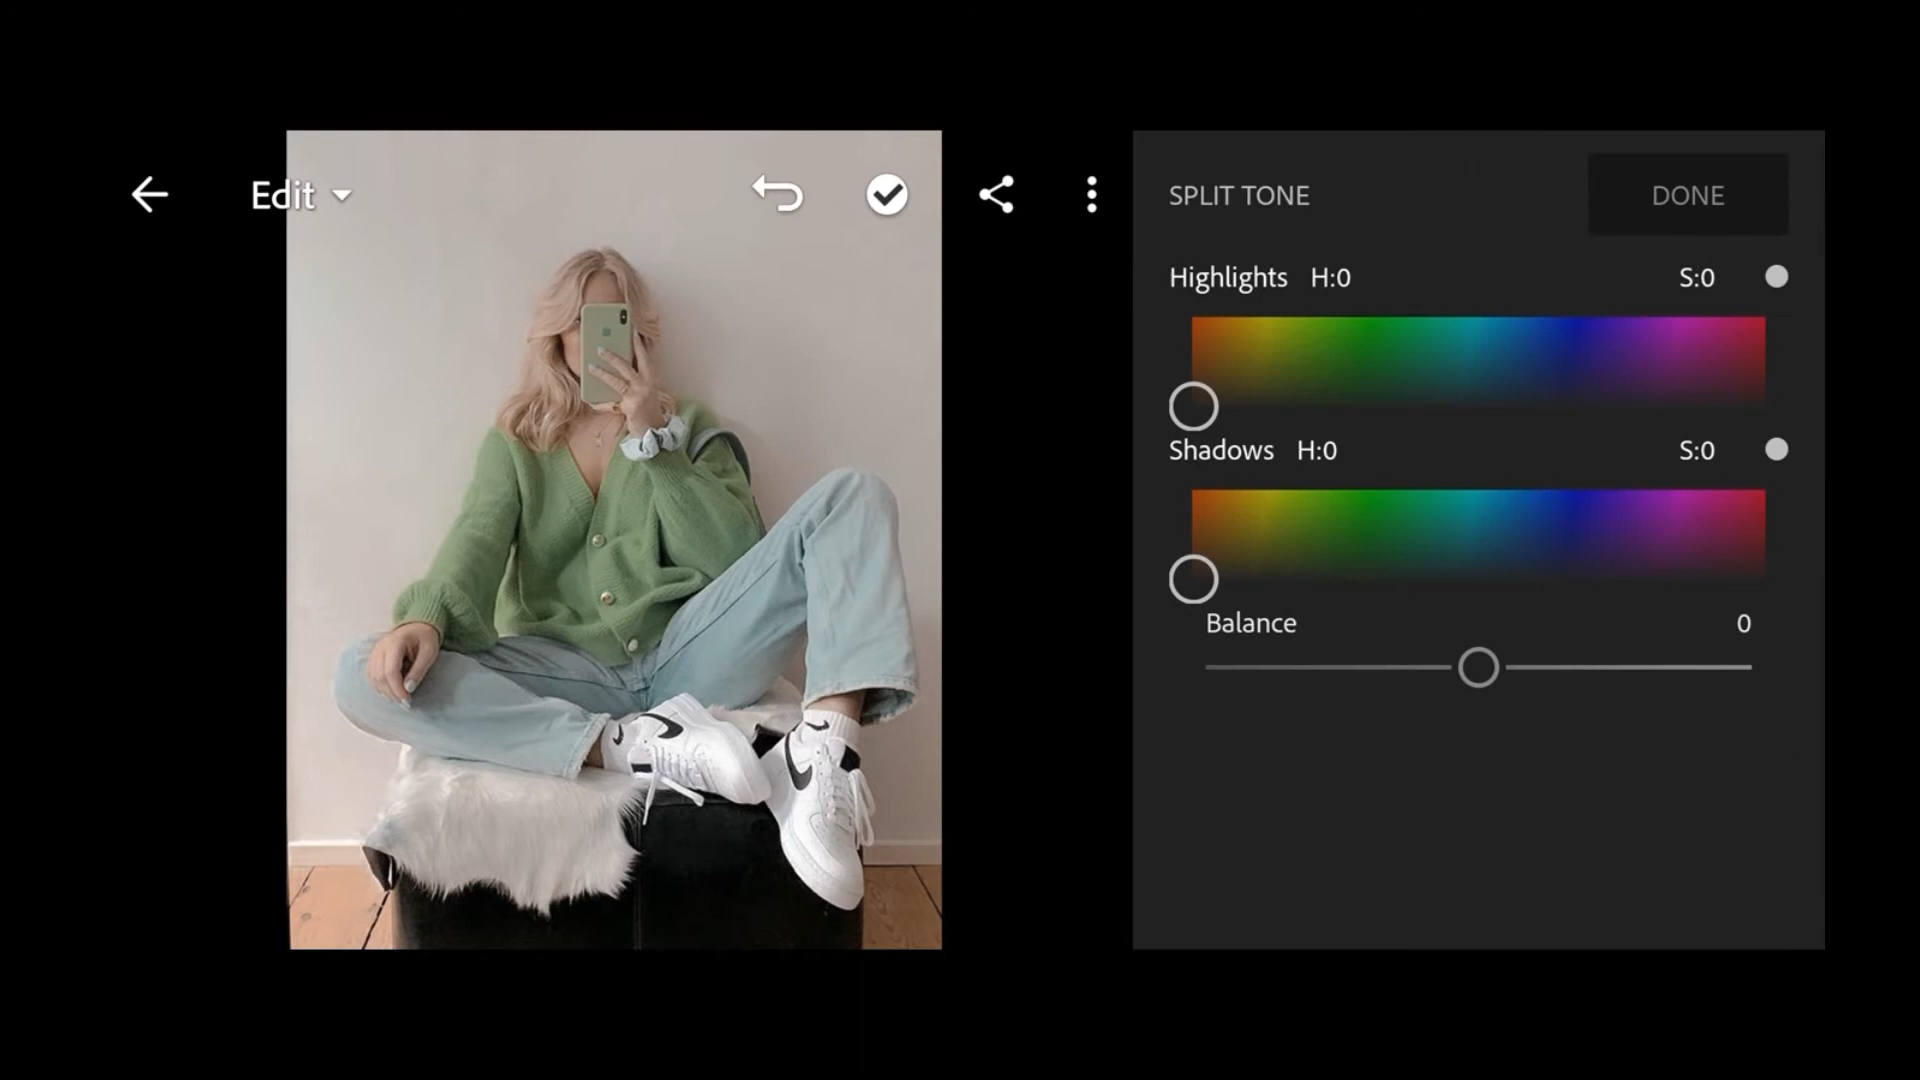 Edit
SPLIT TONE
DONE
Highlights H:0 S:0
Shadows H:0 S:0
Balance 0